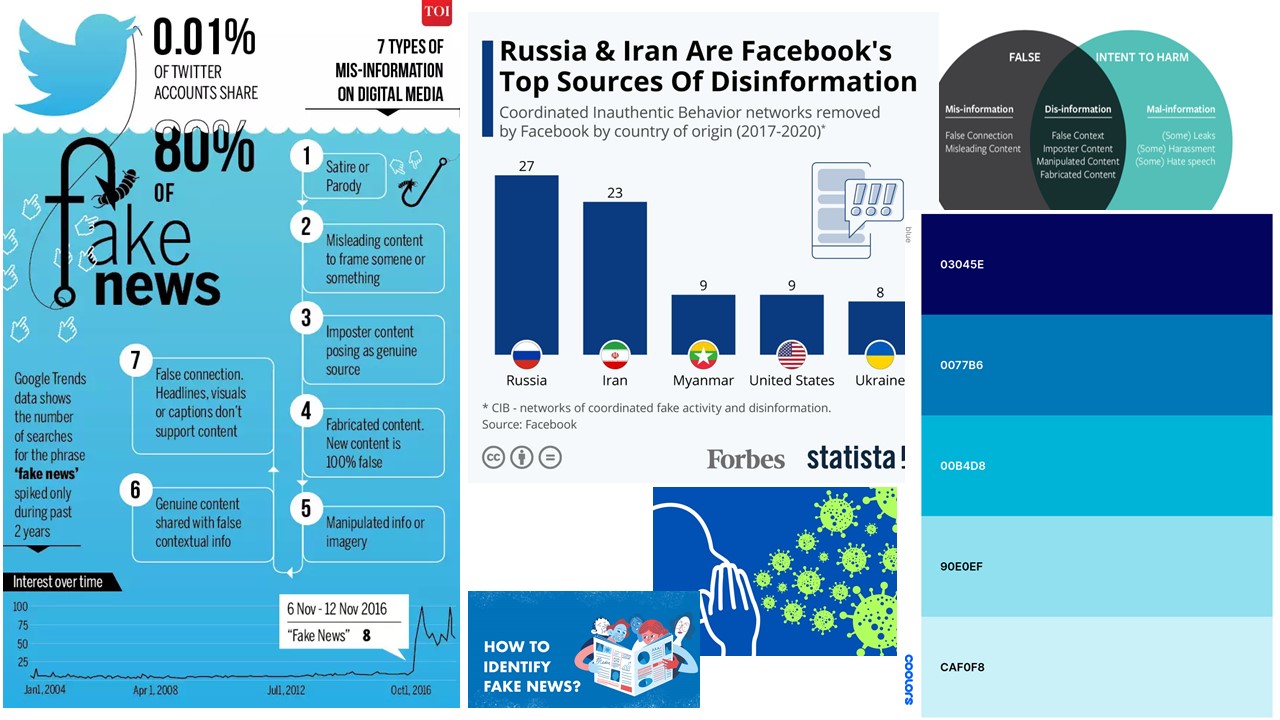 TOI
0.01%
OF TWITTER
ACCOUNTS SHARE
80%
OF
fake
news
7 TYPES OF
MIS-INFORMATION
ON DIGITAL MEDIA
1
Satire or
Parody
2
Misleading content
to frame somene or
something
3
Imposter content
posing as genuine
source
4
Fabricated content.
New content is
100% false
5
Manipulated info or
imagery
6
Genuine content
shared with false
contextual info
7
False connection.
Headlines, visuals
or captions don't
support content
Google Trends
data shows
the number
of searches
for the phrase
'fake news'
spiked only
during past
2 years
Interest over time
100
75
50
25
6 Nov - 12 Nov 2016
"Fake News" 8
Jan1, 2004
Apr 1, 2008
Jul1, 2012
Oct1, 2016
Russia & Iran Are Facebook's
Top Sources Of Disinformation
Coordinated Inauthentic Behavior networks removed
by Facebook by country of origin (2017-2020)*
27
23
9
9
8
!!!
blue
Russia
Iran
Myanmar
United States
Ukraine
* CIB - networks of coordinated fake activity and disinformation.
Source: Facebook
cc
Forbes
statista
HOW TO
IDENTIFY
FAKE NEWS?
FALSE
INTENT TO HARM
Mis-information
False Connection
Misleading Content
Dis-information
False Context
Imposter Content
Manipulated Content
Fabricated Content
Mal-information
(Some) Leaks
(Some) Harassment
(Some) Hate speech
03045E
0077B6
00B4D8
90E0EF
CAF0F8
coolors